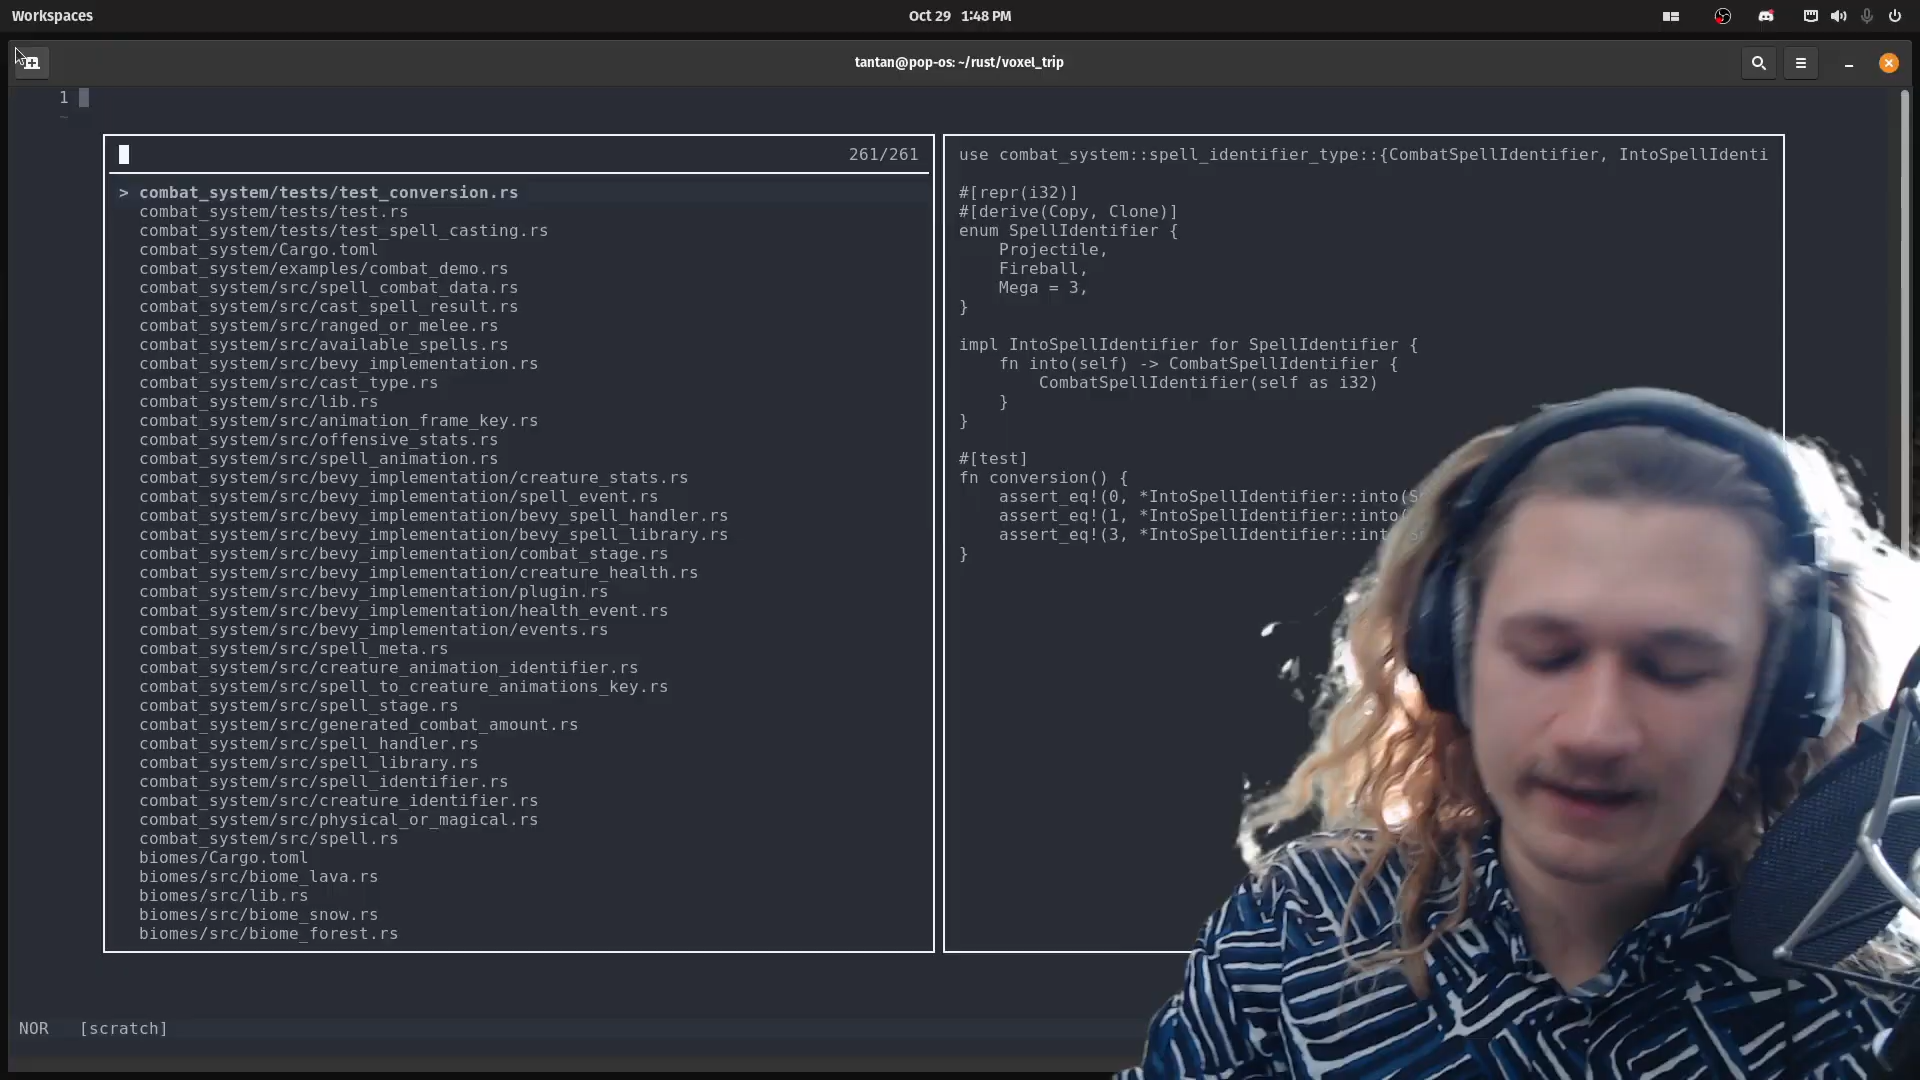 Workspaces
Oct 29 1:48 PM
tantan@pop-os: ~/rust/voxel_trip
1
~
261/261
> combat_system/tests/test_conversion.rs
combat_system/tests/test.rs
combat_system/tests/test_spell_casting.rs
combat_system/Cargo.toml
combat_system/examples/combat_demo.rs
combat_system/src/spell_combat_data.rs
combat_system/src/cast_spell_result.rs
combat_system/src/ranged_or_melee.rs
combat_system/src/available_spells.rs
combat_system/src/bevy_implementation.rs
combat_system/src/cast_type.rs
combat_system/src/lib.rs
combat_system/src/animation_frame_key.rs
combat_system/src/offensive_stats.rs
combat_system/src/spell_animation.rs
combat_system/src/bevy_implementation/creature_stats.rs
combat_system/src/bevy_implementation/spell_event.rs
combat_system/src/bevy_implementation/bevy_spell_handler.rs
combat_system/src/bevy_implementation/bevy_spell_library.rs
combat_system/src/bevy_implementation/combat_stage.rs
combat_system/src/bevy_implementation/creature_health.rs
combat_system/src/bevy_implementation/plugin.rs
combat_system/src/bevy_implementation/health_event.rs
combat_system/src/bevy_implementation/events.rs
combat_system/src/spell_meta.rs
combat_system/src/creature_animation_identifier.rs
combat_system/src/spell_to_creature_animations_key.rs
combat_system/src/spell_stage.rs
combat_system/src/generated_combat_amount.rs
combat_system/src/spell_handler.rs
combat_system/src/spell_library.rs
combat_system/src/spell_identifier.rs
combat_system/src/creature_identifier.rs
combat_system/src/physical_or_magical.rs
combat_system/src/spell.rs
biomes/Cargo.toml
biomes/src/biome_lava.rs
biomes/src/lib.rs
biomes/src/biome_snow.rs
biomes/src/biome_forest.rs
use combat_system::spell_identifier_type::{CombatSpellIdentifier, IntoSpellIdenti
#[repr(i32)]
#[derive(Copy, Clone)]
enum SpellIdentifier {
Projectile,
Fireball,
Mega = 3,
}
impl IntoSpellIdentifier for SpellIdentifier {
fn into(self) -> CombatSpellIdentifier {
CombatSpellIdentifier(self as i32)
}
}
#[test]
fn conversion() {
assert_eq!(0, *IntoSpellIdentifier::into(
assert_eq!(1, *IntoSpellIdentifier::into(
assert_eq!(3, *IntoSpellIdentifier::int
}
NOR [scratch]